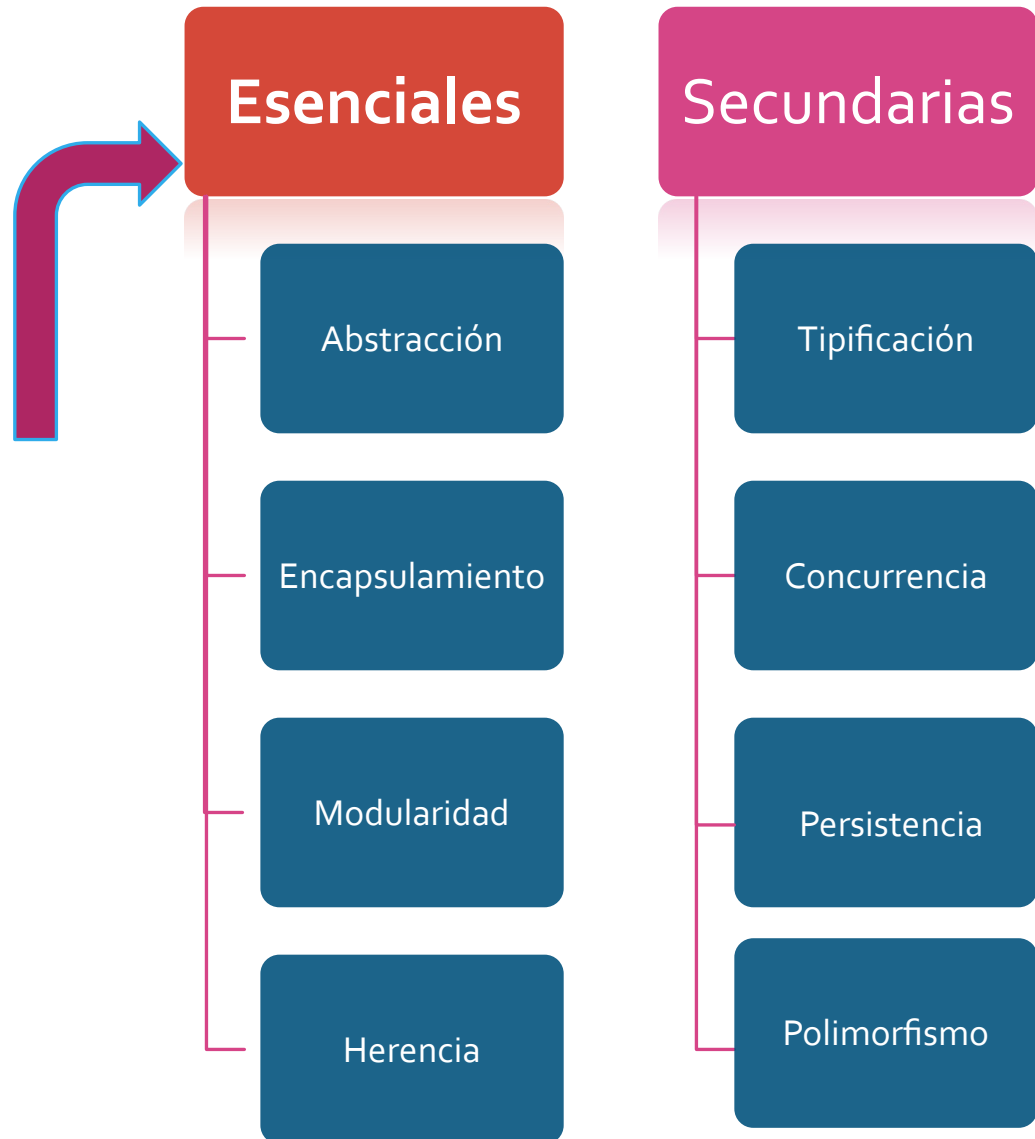 Esenciales
Abstracción
Encapsulamiento
Modularidad
Herencia
Secundarias
Tipificación
Concurrencia
Persistencia
Polimorfismo